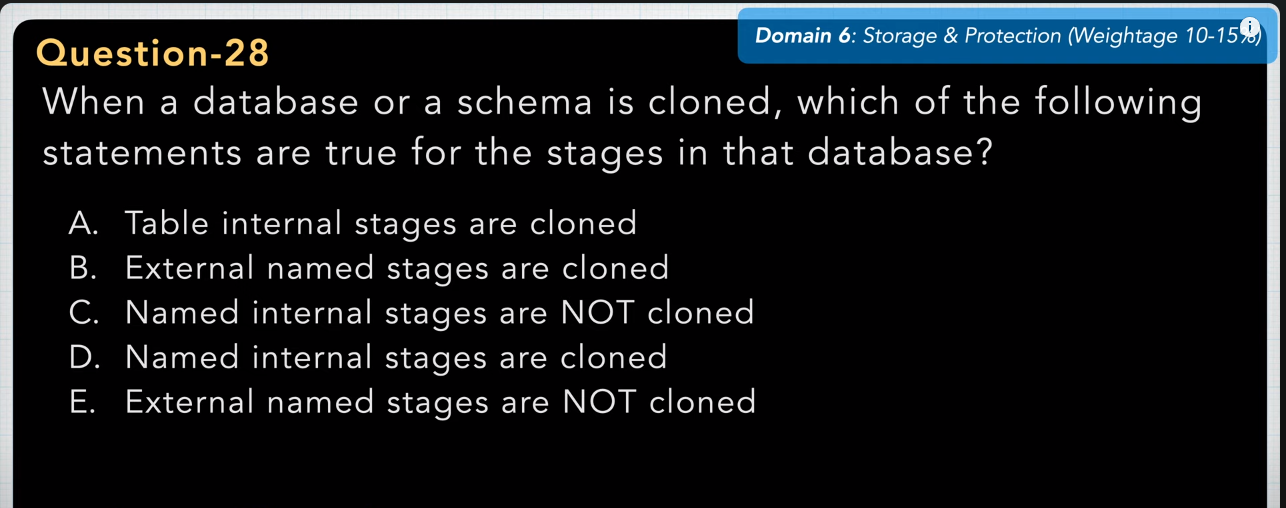 Domain 6: Storage & Protection (Weightage 10-15%)
Question-28
When a database or a schema is cloned, which of the following
statements are true for the stages in that database?
A. Table internal stages are cloned
B. External named stages are cloned
C. Named internal stages are NOT cloned
D. Named internal stages are cloned
E. External named stages are NOT cloned